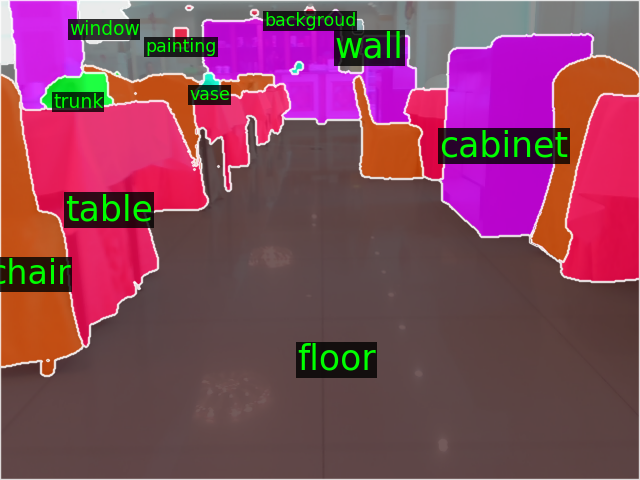 backgroud
window
painting
wall
vase
trunk
cabinet
table
chair
floor